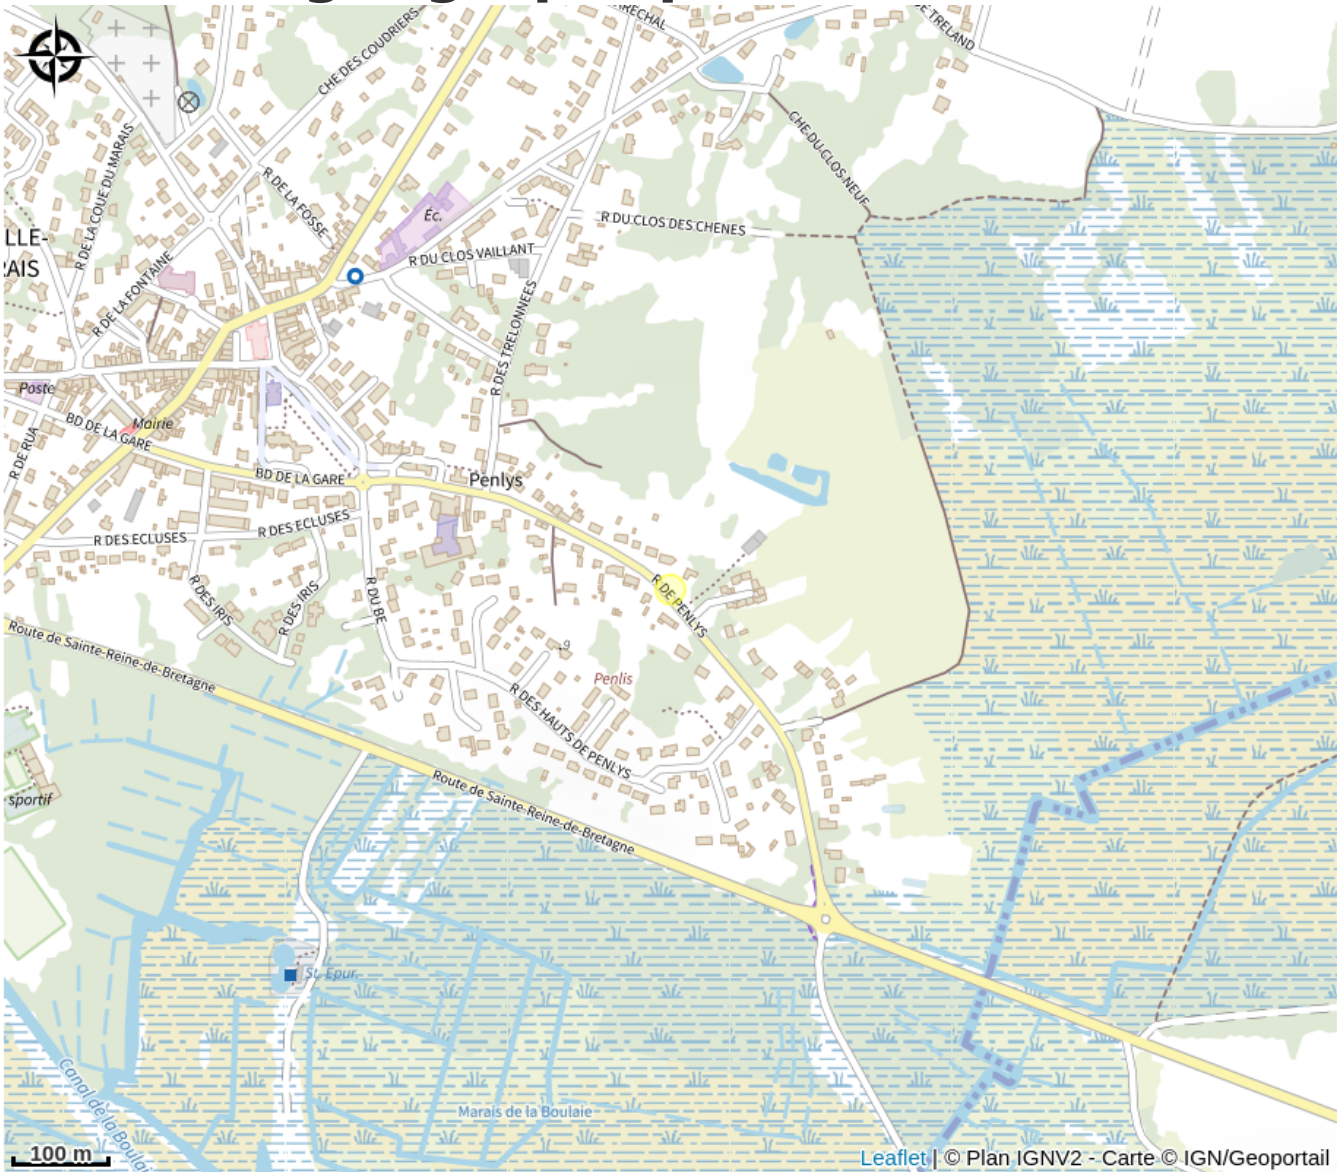 CHE DES COUDRIERS
R DE LA COUE DU MARAIS
R DE LA FOSSE
Éc.
CHE DU CLOS NEUF
R DU CLOS DES CHENES
R DU CLOS VAILLANT
LLE-
AIS
R DE LA FONTAINE
R DES TRELONNEES
Poste
Mairie
BD DE LA GARE
R DE RUA
BD DE LA GARE
Penlys
R DES ECLUSES
R DES ECLUSES
R DES IRIS
R DES IRIS
R DU BE
R DE PENLYS
9
Penlis
Route de Sainte-Reine-de-Bretagne
R DES HAUTS DE PENLYS
Route de Sainte-Reine-de-Bretagne
sportif
St. Epur.
Canal de la Boulaie
Marais de la Boulaie
100 m
Leaflet | © Plan IGNV2 - Carte © IGN/Geoportail